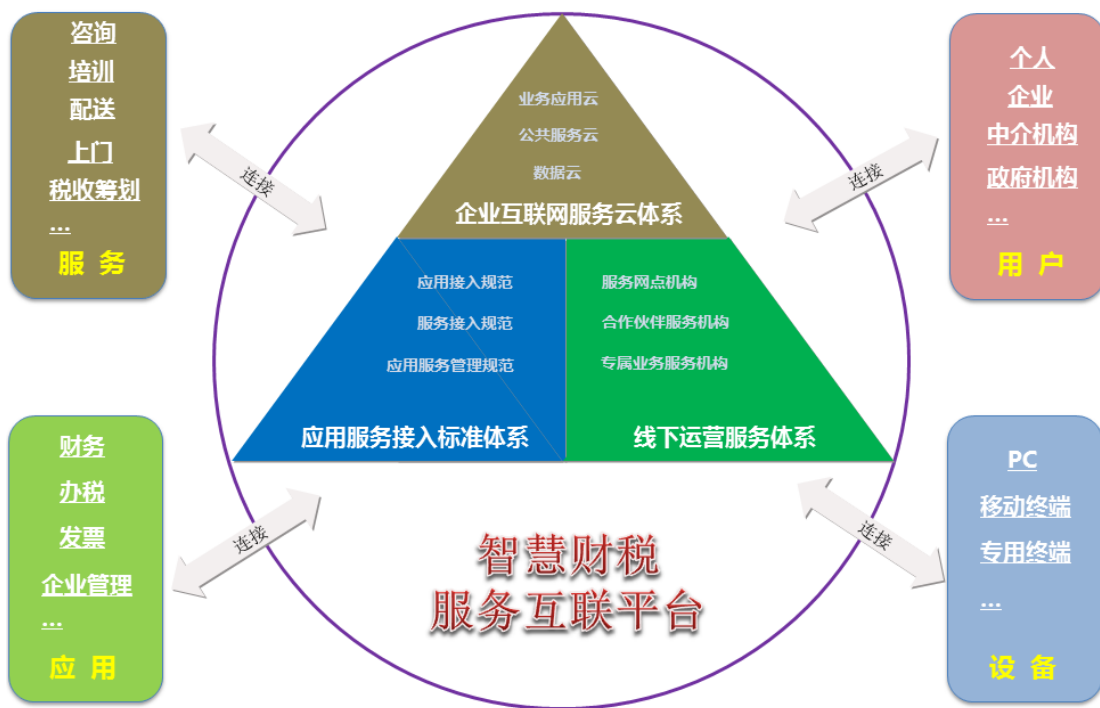 咨询
培训
配送
上门
税收筹划
...
服 务
连接
业务应用云
公共服务云
数据云
企业互联网服务云体系
连接
个人
企业
中介机构
政府机构
...
用 户
应用接入规范
服务接入规范
应用服务管理规范
应用服务接入标准体系
服务网点机构
合作伙伴服务机构
专属业务服务机构
线下运营服务体系
财务
办税
发票
企业管理
...
应 用
连接
智慧财税
服务互联平台
连接
PC
移动终端
专用终端
...
设 备